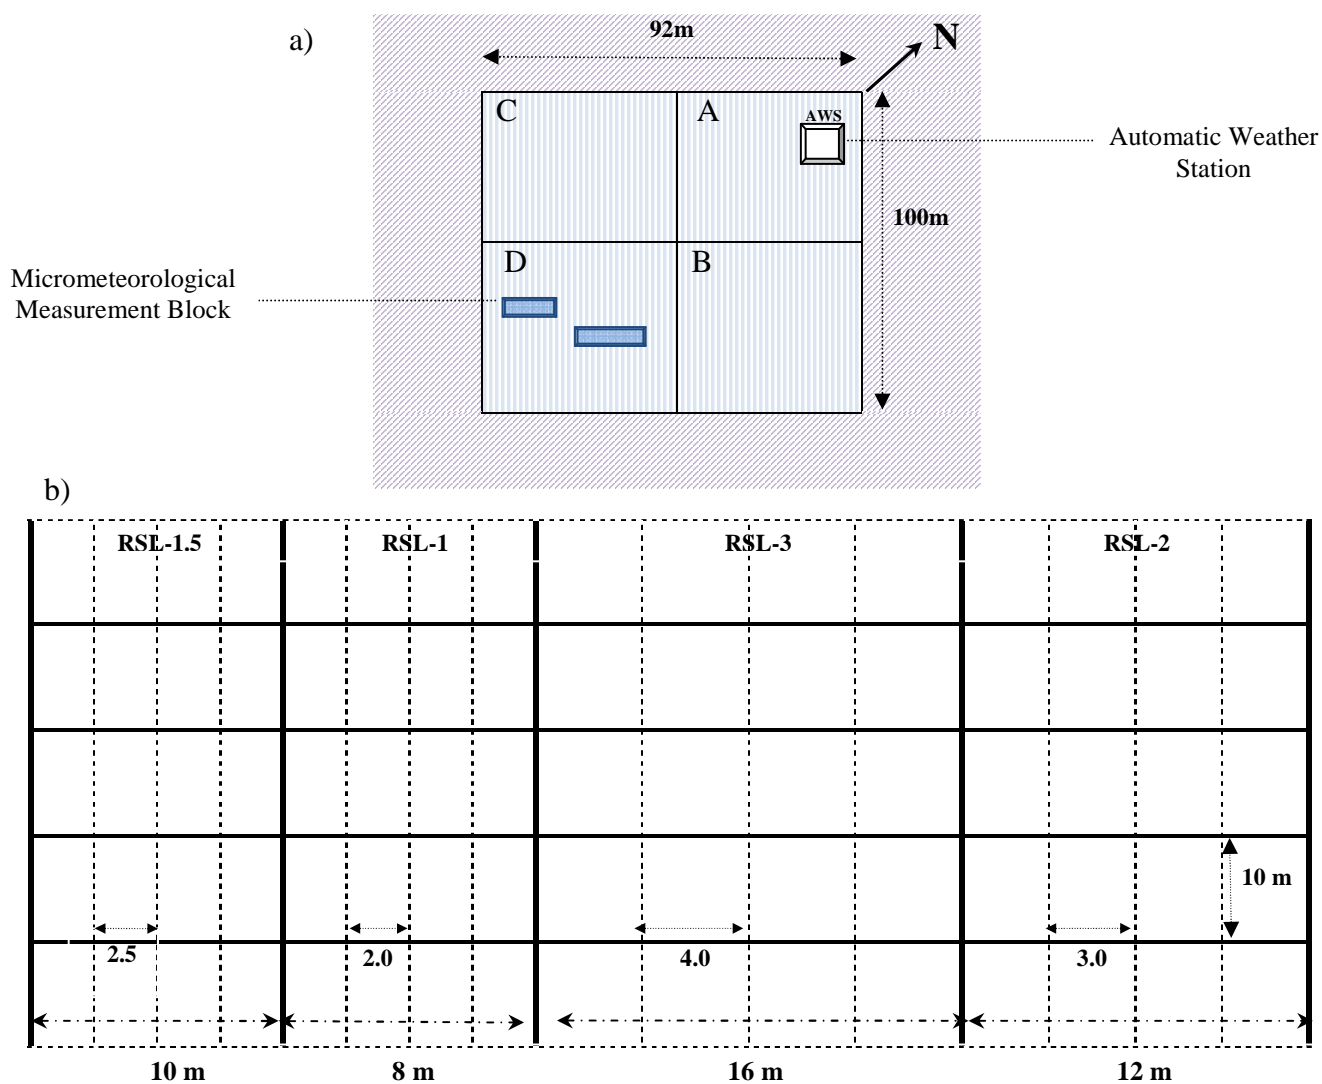 a)
92m
N
C
A
AWS
Automatic Weather
Station
100m
D
B
Micrometeorological
Measurement Block
b)
RSL-1.5
RSL-1
RSL-3
RSL-2
10 m
2.5
2.0
4.0
3.0
10 m
8 m
16 m
12 m